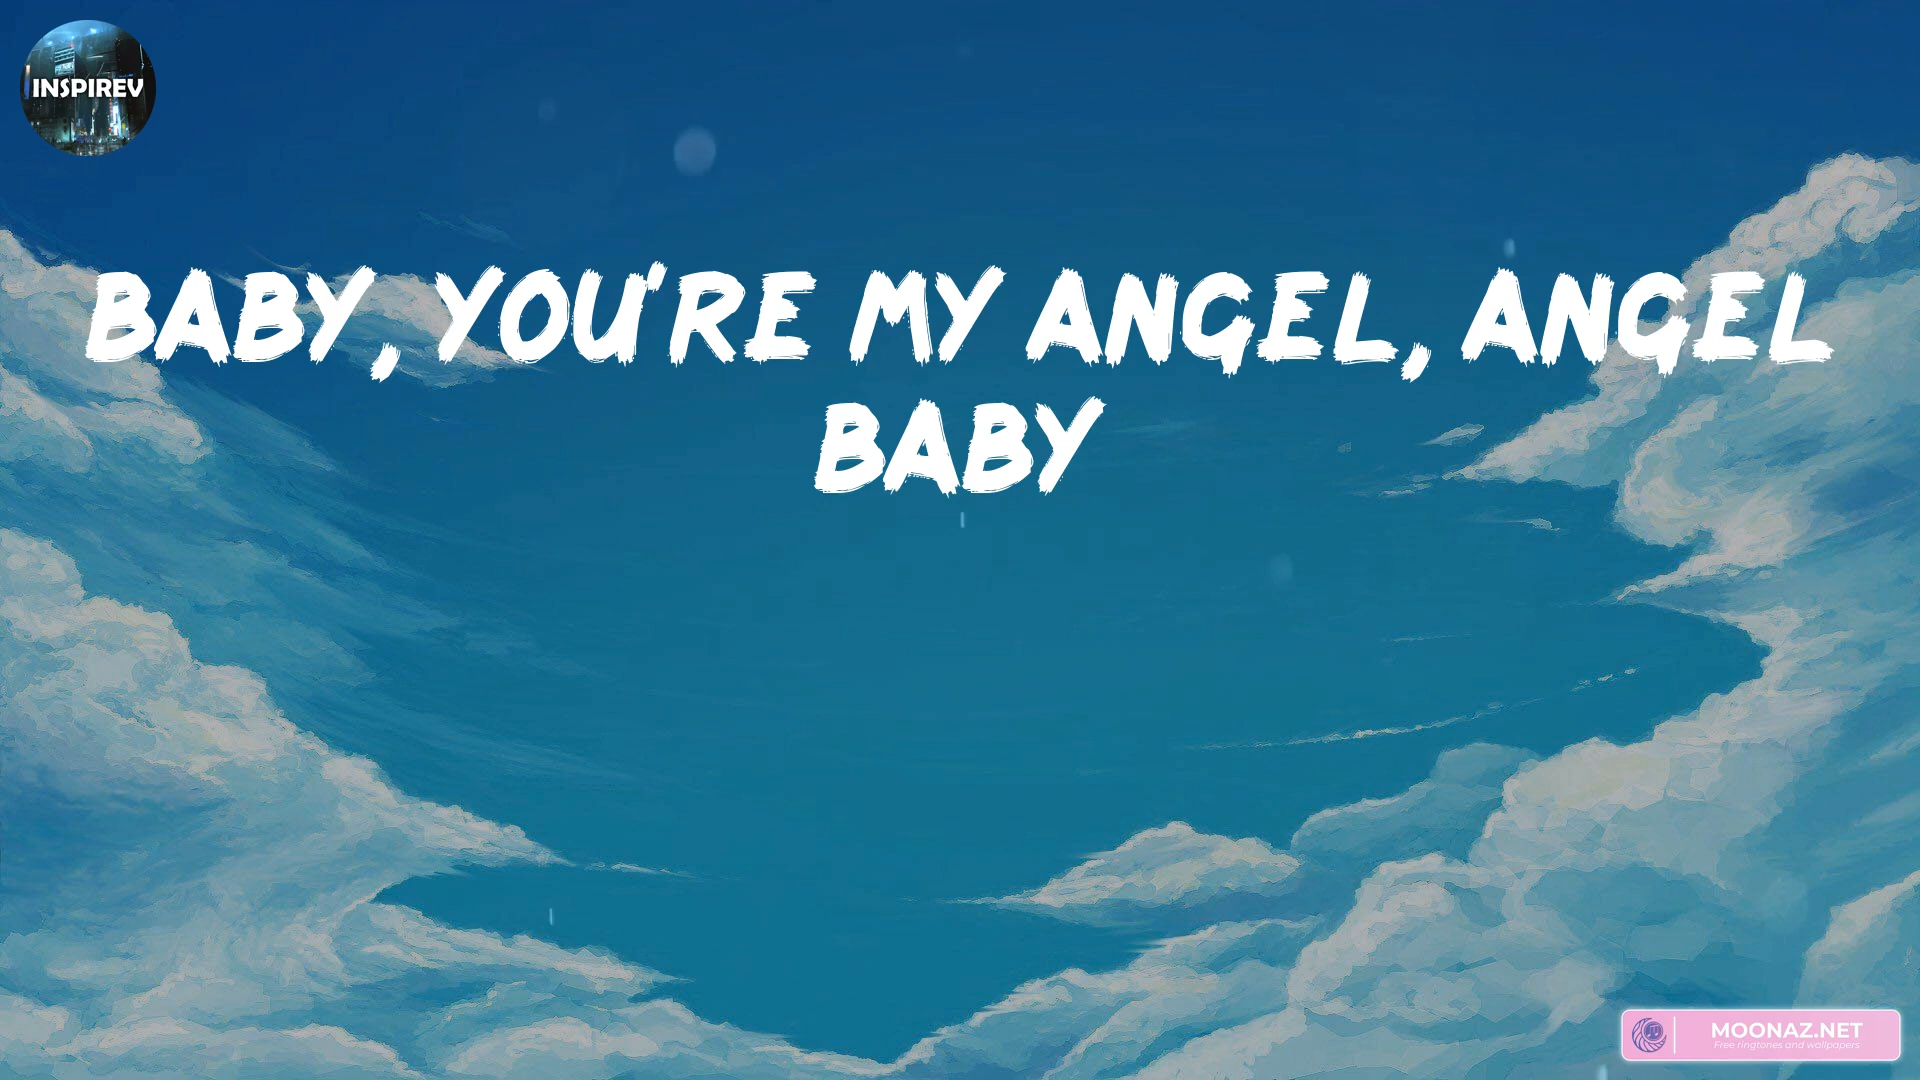 INSPIREV
BABY, YOU'RE MY ANGEL, ANGEL
BABY
MOONAZ.NET
Free ringtones and wallpapers